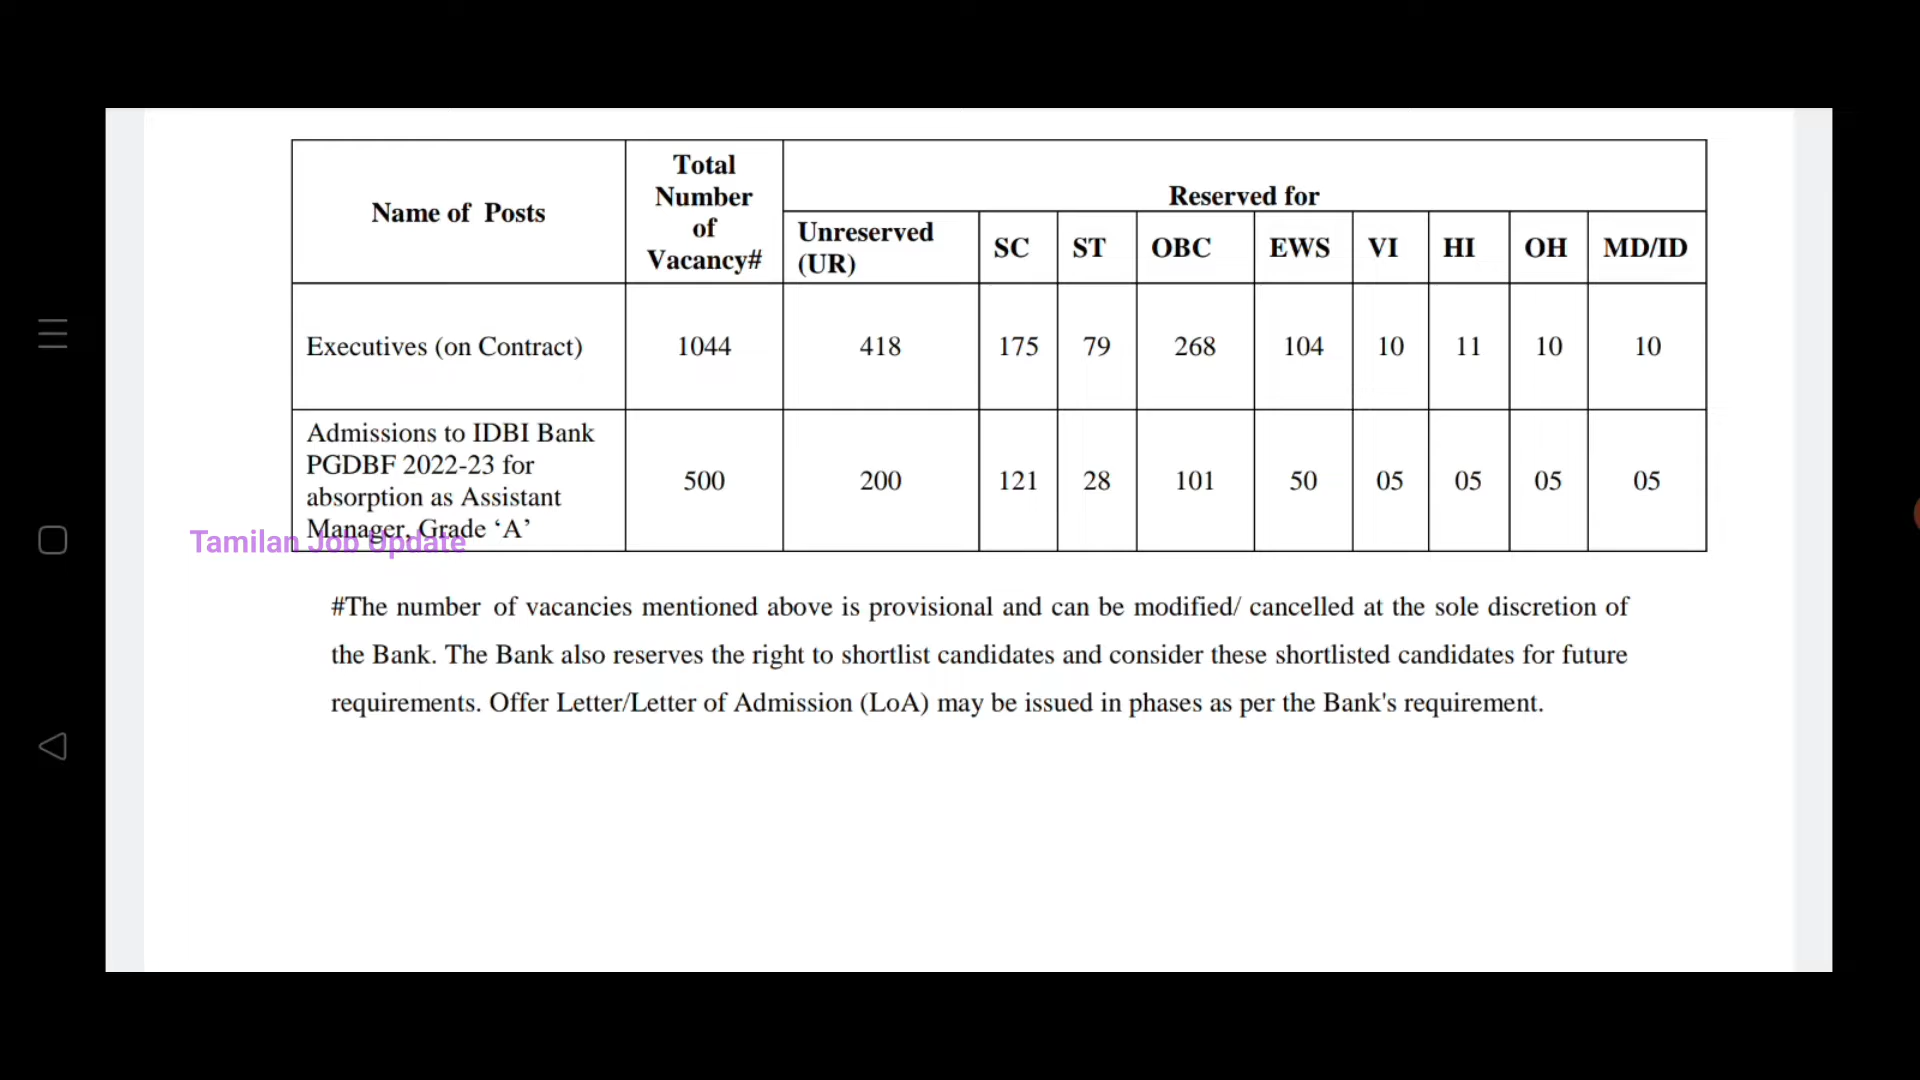 Name of Posts
Total
Number
of
Vacancy#
Reserved for
Unreserved
(UR)
SC
ST
OBC
EWS
VI
HI
OH
MD/ID
Executives (on Contract)
1044
418
175
79
268
104
10
11
10
10
Admissions to IDBI Bank
PGDBF 2022-23 for
absorption as Assistant
Manager, Grade ‘A’
500
200
121
28
101
50
05
05
05
05
Tamilan Job Update
#The number of vacancies mentioned above is provisional and can be modified/ cancelled at the sole discretion of
the Bank. The Bank also reserves the right to shortlist candidates and consider these shortlisted candidates for future
requirements. Offer Letter/Letter of Admission (LoA) may be issued in phases as per the Bank's requirement.